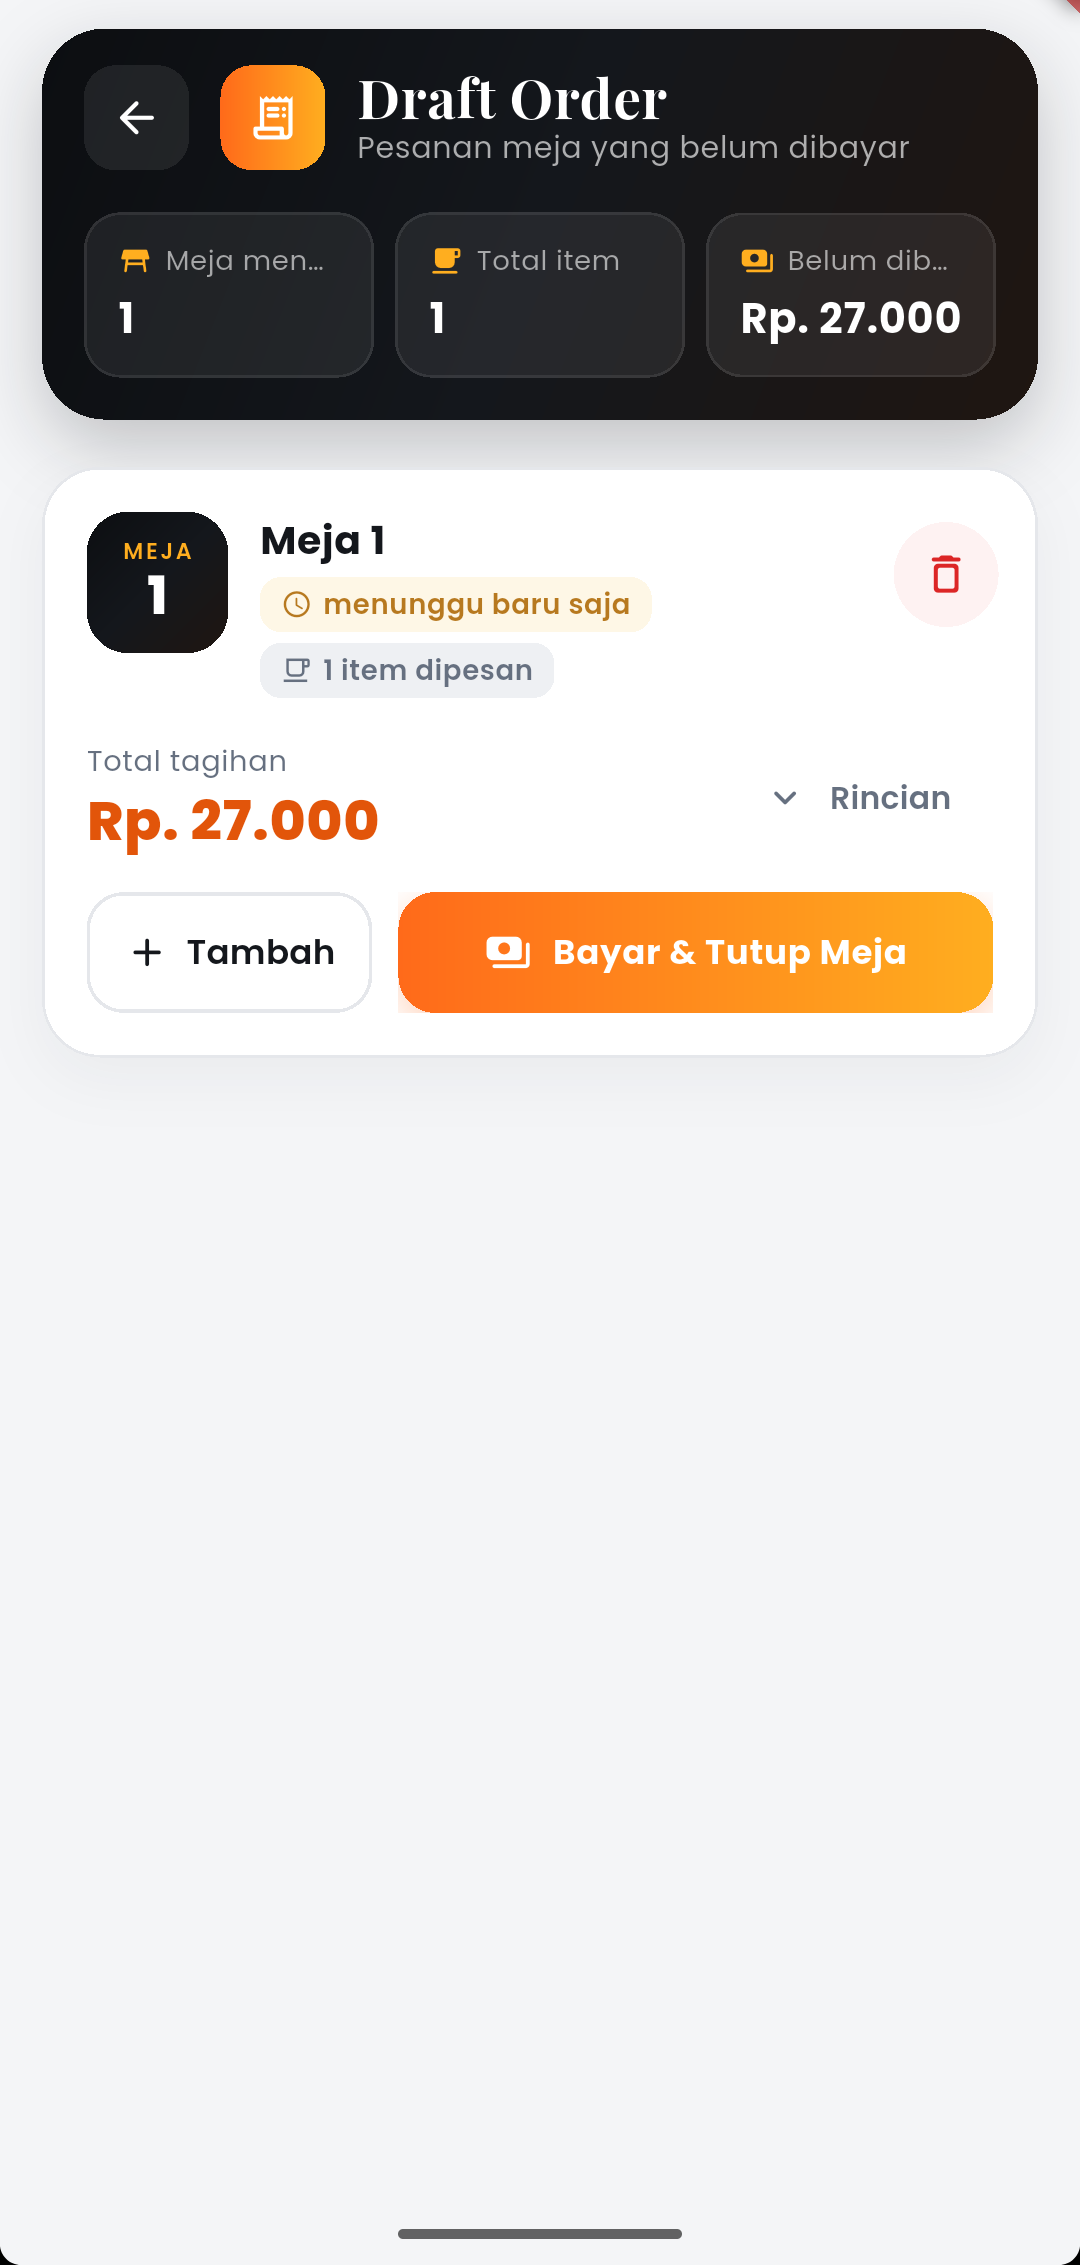 Draft Order
Pesanan meja yang belum dibayar
Meja men...
1
Total item
1
Belum dib...
Rp. 27.000
MEJA
1
Meja 1
menunggu baru saja
1 item dipesan
Total tagihan
Rp. 27.000
Rincian
Tambah
Bayar & Tutup Meja